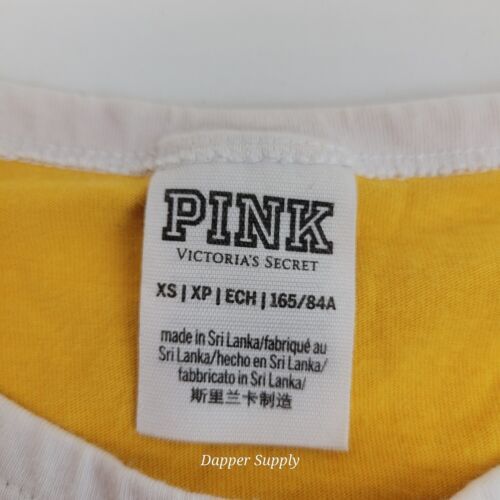 PINK
VICTORIA'S SECRET
XS | XP | ECH | 165/84A
made in Sri Lanka/fabriqué au
Sri Lanka/hecho en Sri Lanka/
fabbricato in Sri Lanka/
斯里兰卡制造
Dapper Supply